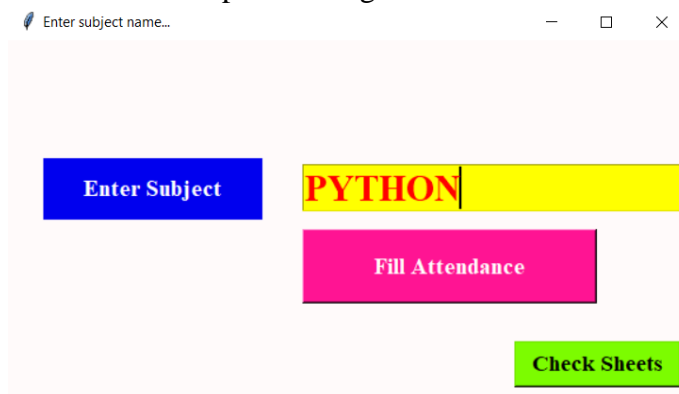 Enter subject name...
Enter Subject
PYTHON
Fill Attendance
Check Sheets